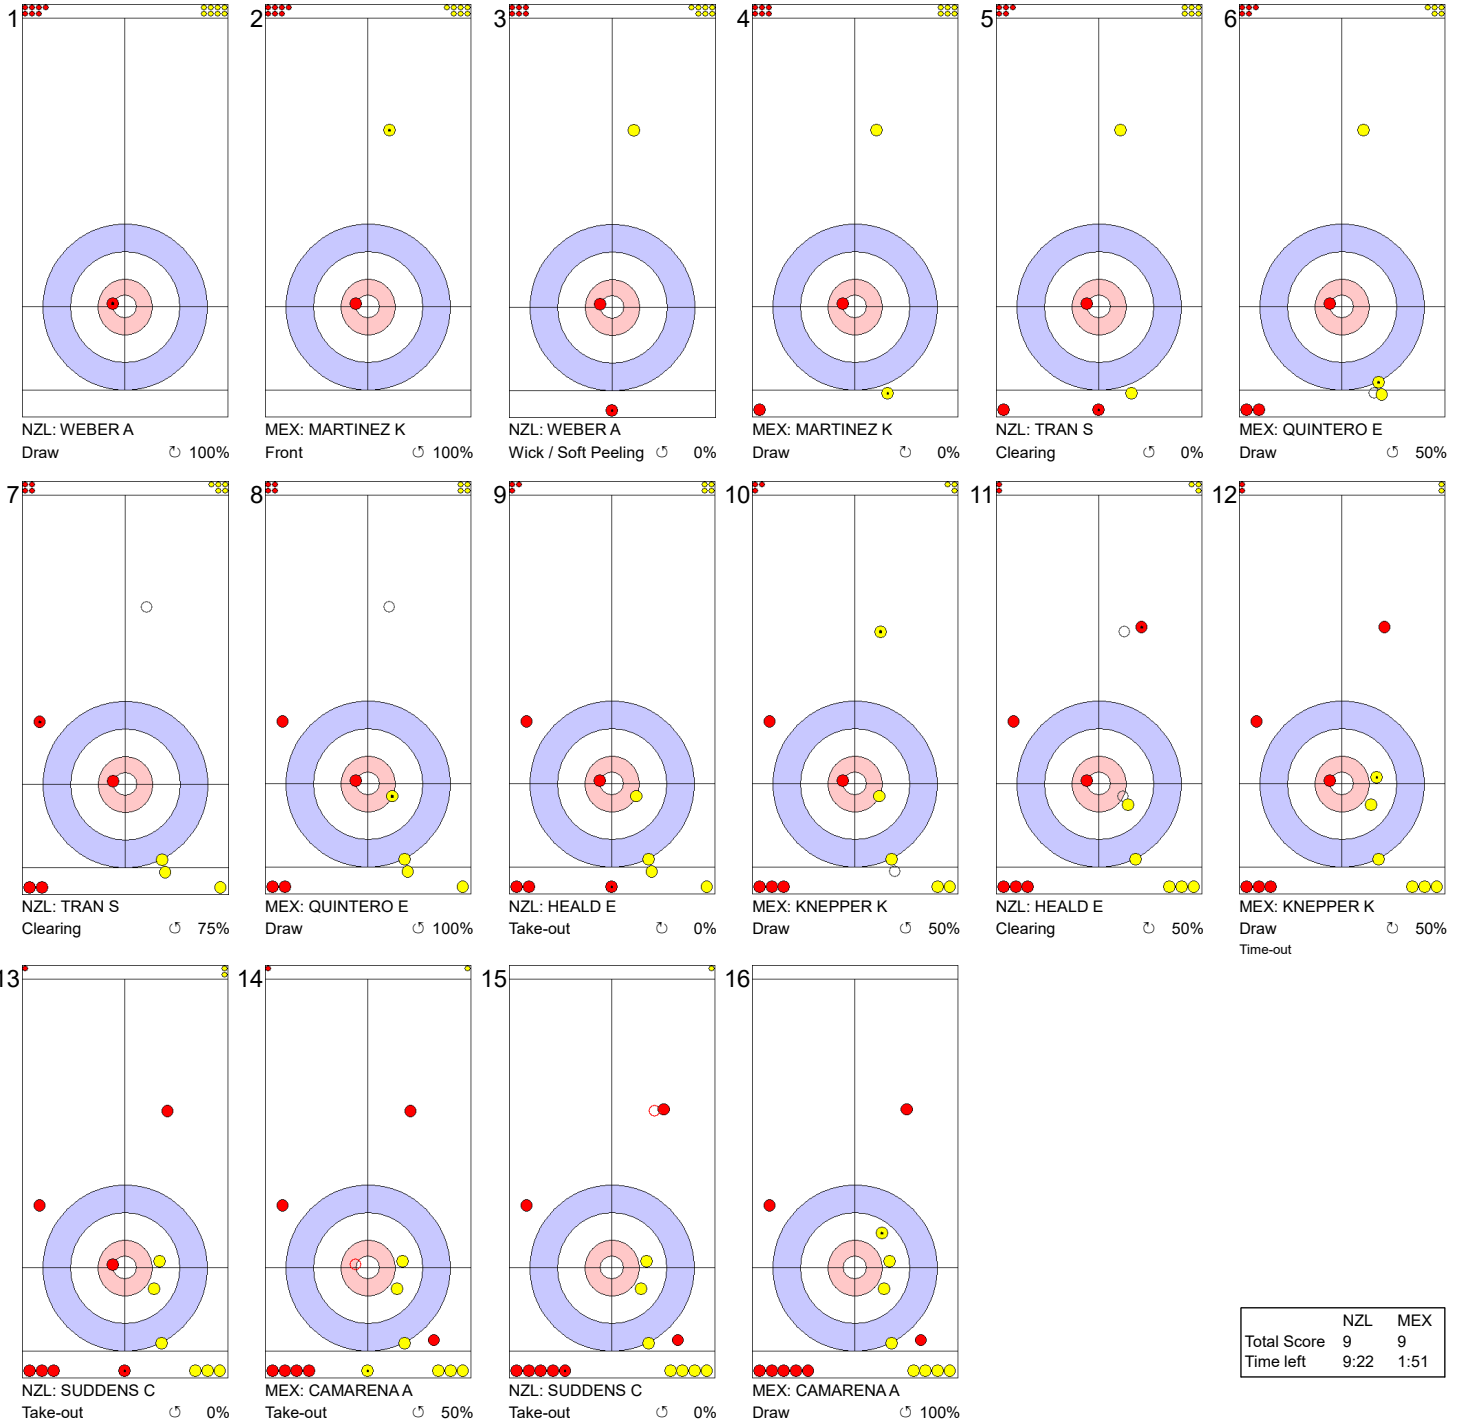 1 2 3 4 5 6
NZL: WEBER A MEX: MARTINEZ K NZL: WEBER A MEX: MARTINEZ K NZL: TRAN S MEX: QUINTERO E
Draw ↻ 100% Front ↺ 100% Wick / Soft Peeling ↺ 0% Draw ↻ 0% Clearing ↺ 0% Draw ↺ 50%
7 8 9 10 11 12
NZL: TRAN S MEX: QUINTERO E NZL: HEALD E MEX: KNEPPER K NZL: HEALD E MEX: KNEPPER K
Clearing ↺ 75% Draw ↺ 100% Take-out ↻ 0% Draw ↺ 50% Clearing ↻ 50% Draw ↻ 50%
Time-out
13 14 15 16
NZL: SUDDENS C MEX: CAMARENA A NZL: SUDDENS C MEX: CAMARENA A
Take-out ↺ 0% Take-out ↺ 50% Take-out ↺ 0% Draw ↺ 100%
NZL MEX
Total Score 9 9
Time left 9:22 1:51